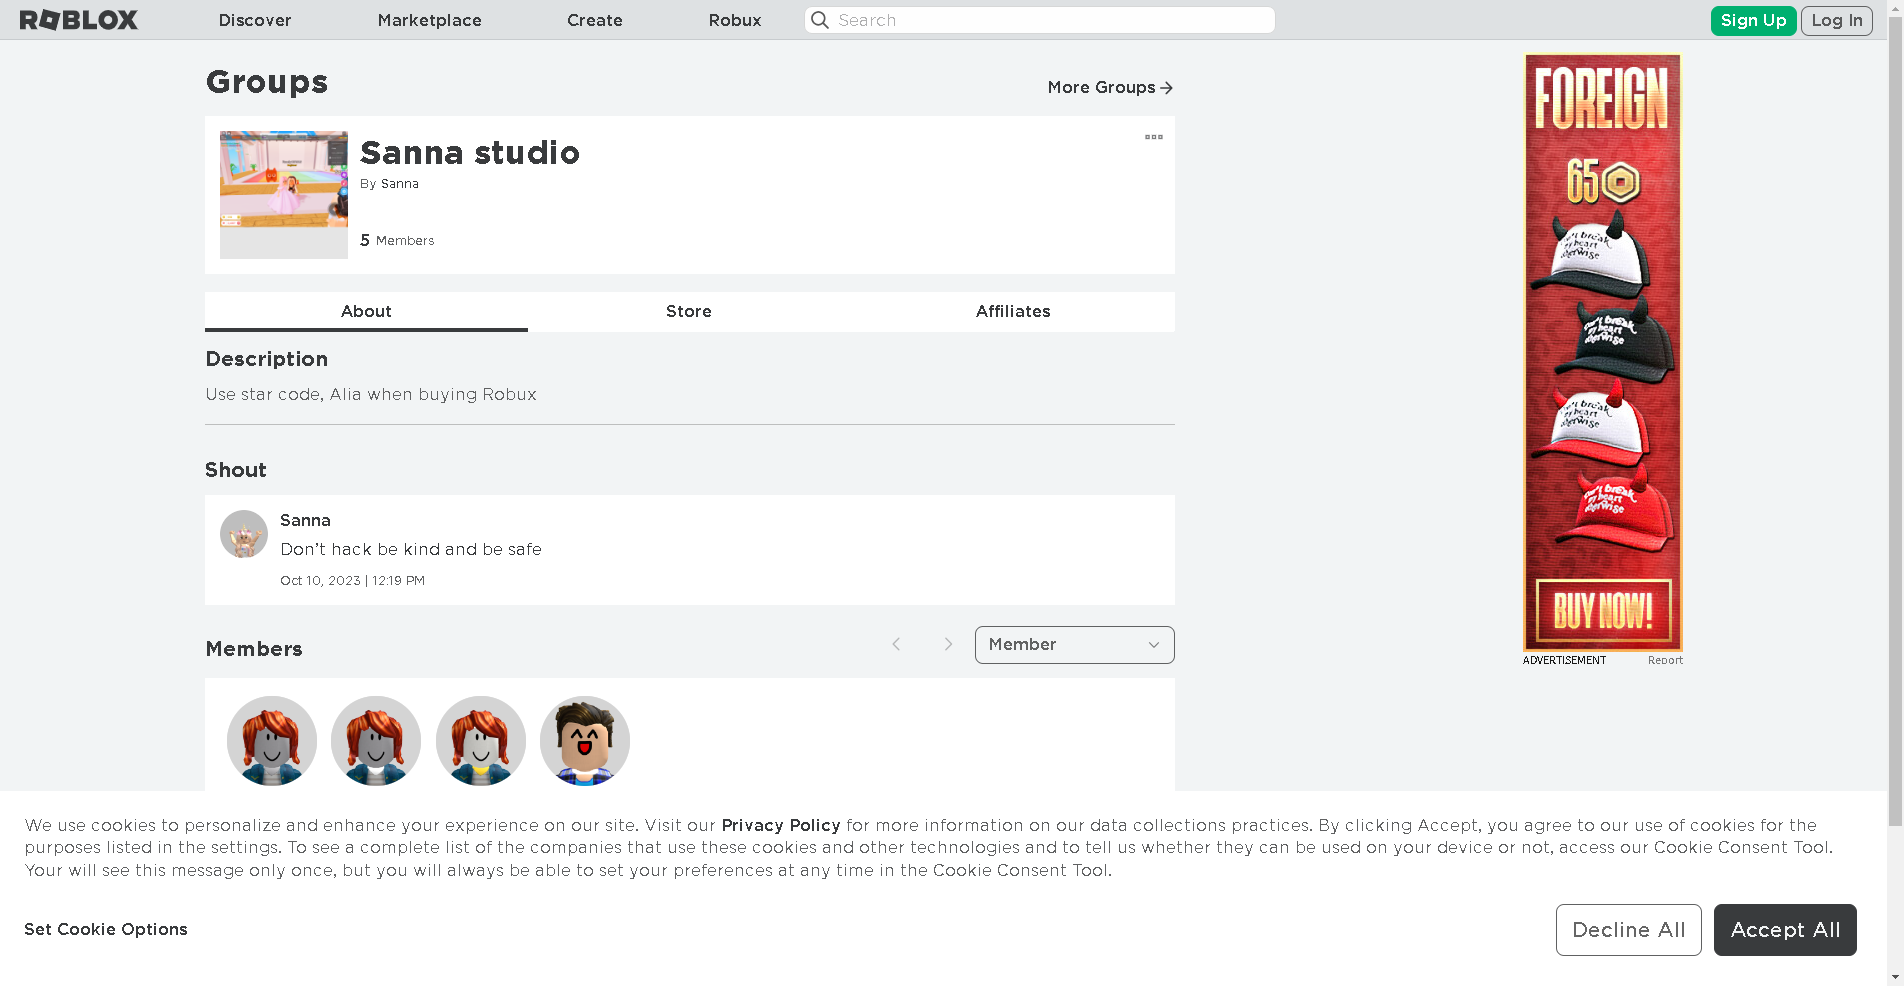 ROBLOX
Discover
Marketplace
Create
Robux
Search
Sign Up
Log In
Groups
More Groups
Sanna studio
By Sanna
5 Members
About
Store
Affiliates
Description
Use star code, Alia when buying Robux
Shout
Sanna
Don't hack be kind and be safe
Oct 10, 2023 | 12:19 PM
Members
Member
FOREIGN
65
BUY NOW!
ADVERTISEMENT
Report
We use cookies to personalize and enhance your experience on our site. Visit our Privacy Policy for more information on our data collections practices. By clicking Accept, you agree to our use of cookies for the
purposes listed in the settings. To see a complete list of the companies that use these cookies and other technologies and to tell us whether they can be used on your device or not, access our Cookie Consent Tool.
Your will see this message only once, but you will always be able to set your preferences at any time in the Cookie Consent Tool.
Set Cookie Options
Decline All
Accept All